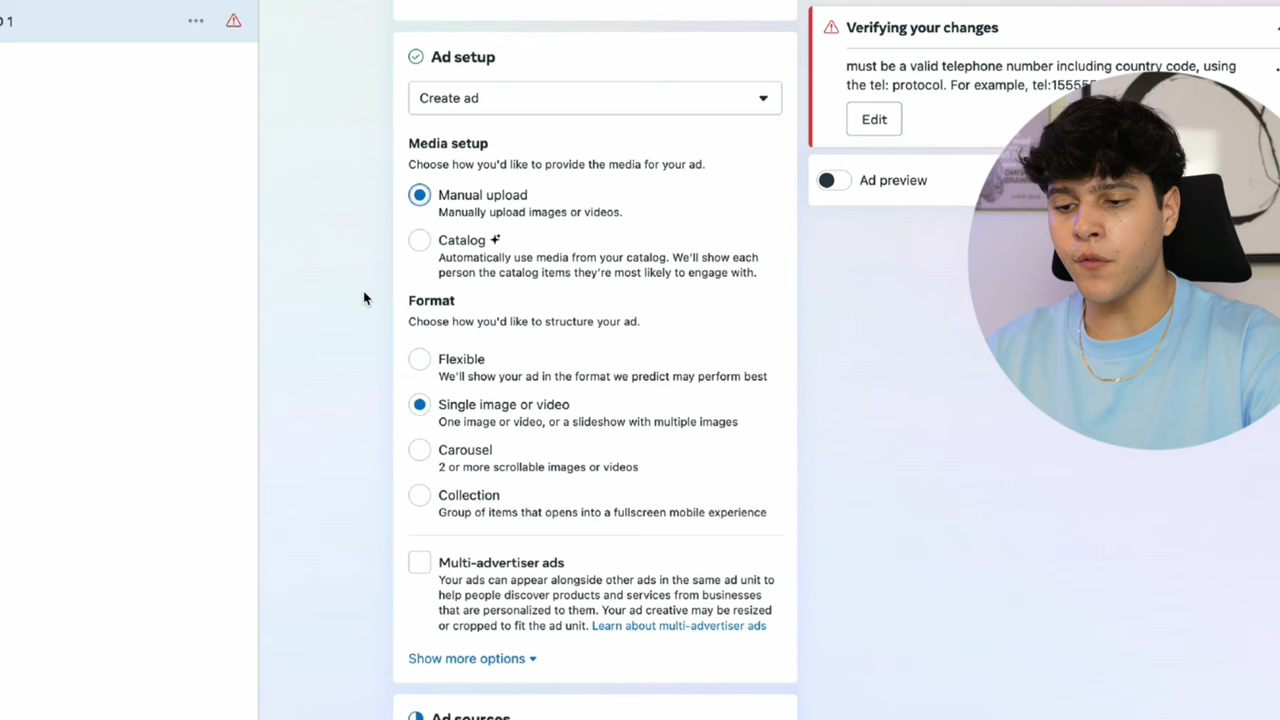 1
Ad setup
Create ad
Media setup
Choose how you'd like to provide the media for your ad.
Manual upload
Manually upload images or videos.
Catalog
Automatically use media from your catalog. We'll show each
person the catalog items they're most likely to engage with.
Format
Choose how you'd like to structure your ad.
Flexible
We'll show your ad in the format we predict may perform best
Single image or video
One image or video, or a slideshow with multiple images
Carousel
2 or more scrollable images or videos
Collection
Group of items that opens into a fullscreen mobile experience
Multi-advertiser ads
Your ads can appear alongside other ads in the same ad unit to
help people discover products and services from businesses
that are personalized to them. Your ad creative may be resized
or cropped to fit the ad unit. Learn about multi-advertiser ads
Show more options
Ad sources
Verifying your changes
must be a valid telephone number including country code, using
the tel: protocol. For example, tel:15555
Edit
Ad preview